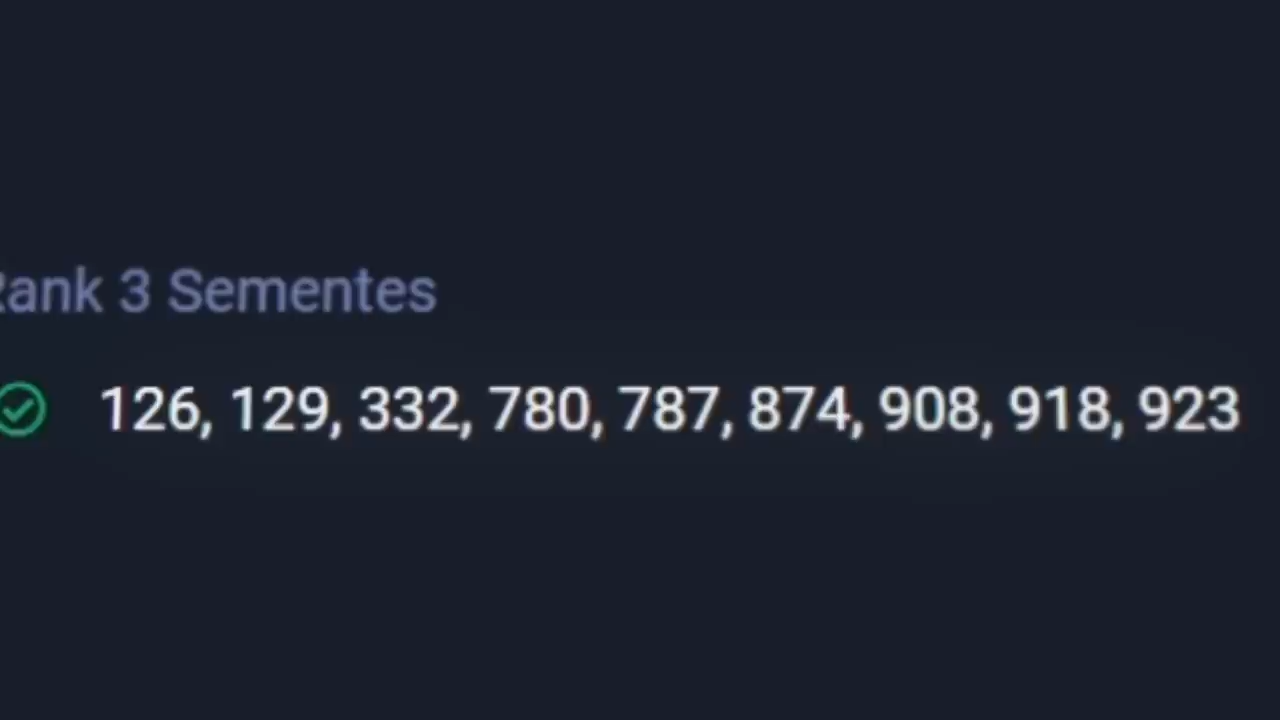 Rank 3 Sementes
126, 129, 332, 780, 787, 874, 908, 918, 923